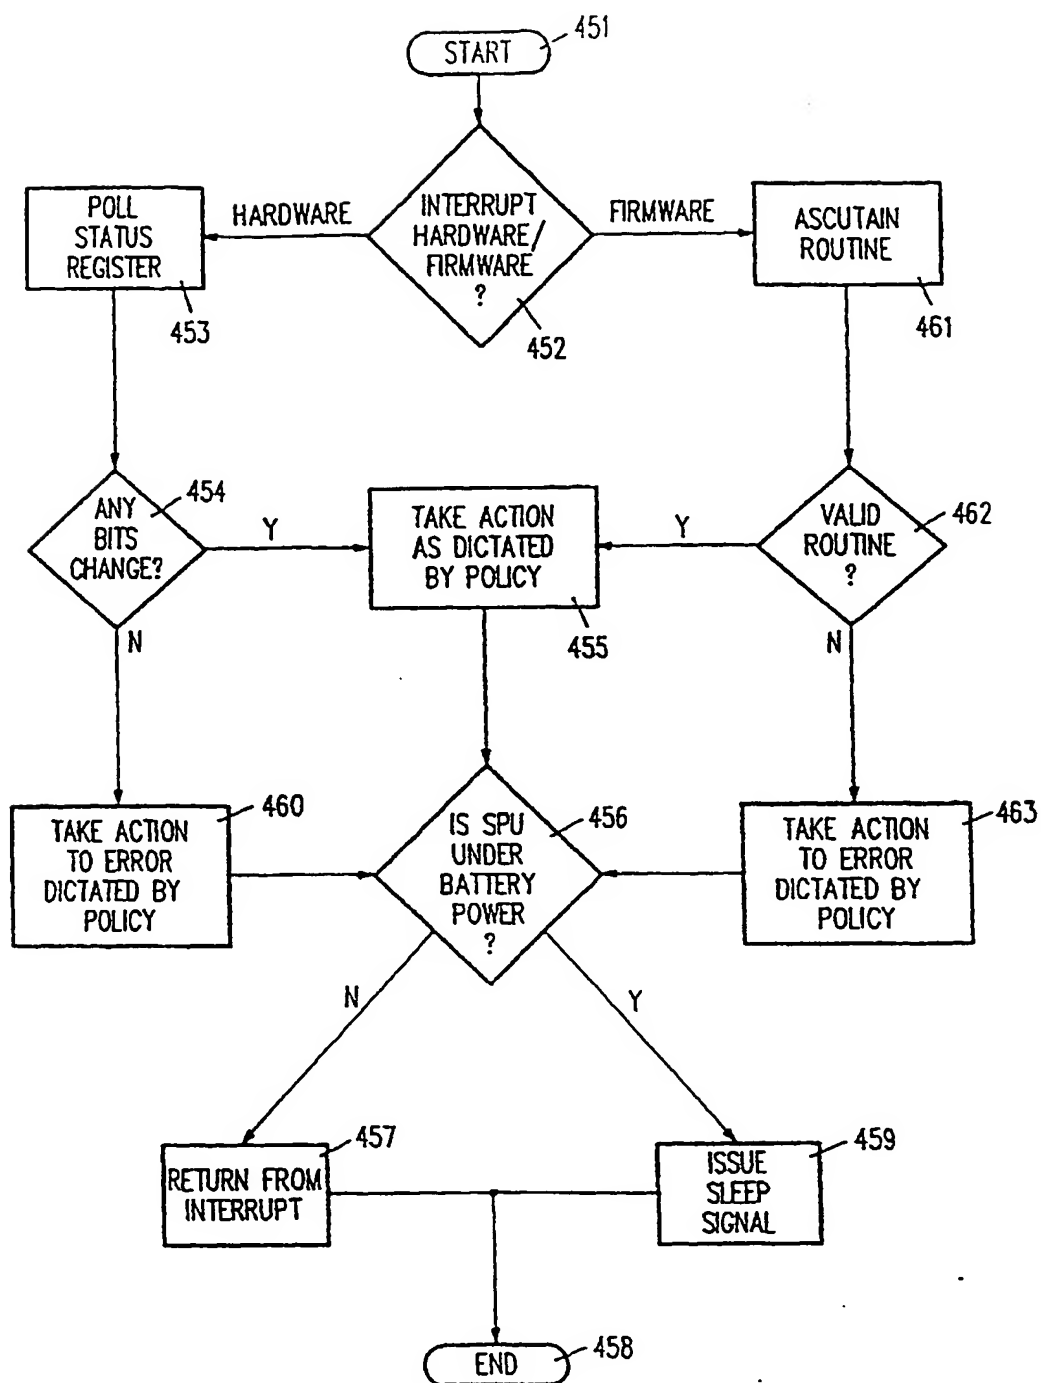 START
451
INTERRUPT
HARDWARE/
FIRMWARE
?
452
HARDWARE
FIRMWARE
POLL
STATUS
REGISTER
453
ASCUTAIN
ROUTINE
461
ANY
BITS
CHANGE?
454
Y
N
TAKE ACTION
AS DICTATED
BY POLICY
455
VALID
ROUTINE
?
462
Y
N
TAKE ACTION
TO ERROR
DICTATED BY
POLICY
460
IS SPU
UNDER
BATTERY
POWER
?
456
TAKE ACTION
TO ERROR
DICTATED BY
POLICY
463
N
Y
RETURN FROM
INTERRUPT
457
ISSUE
SLEEP
SIGNAL
459
END
458